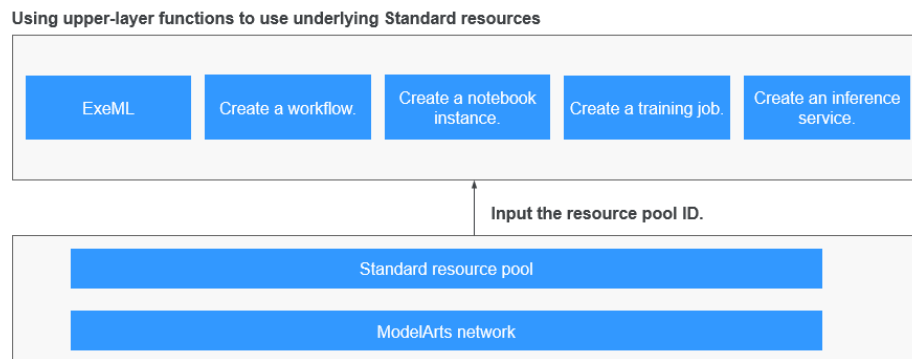 Using upper-layer functions to use underlying Standard resources
ExeML
Create a workflow.
Create a notebook
instance.
Create a training job.
Create an inference
service.
Input the resource pool ID.
Standard resource pool
ModelArts network